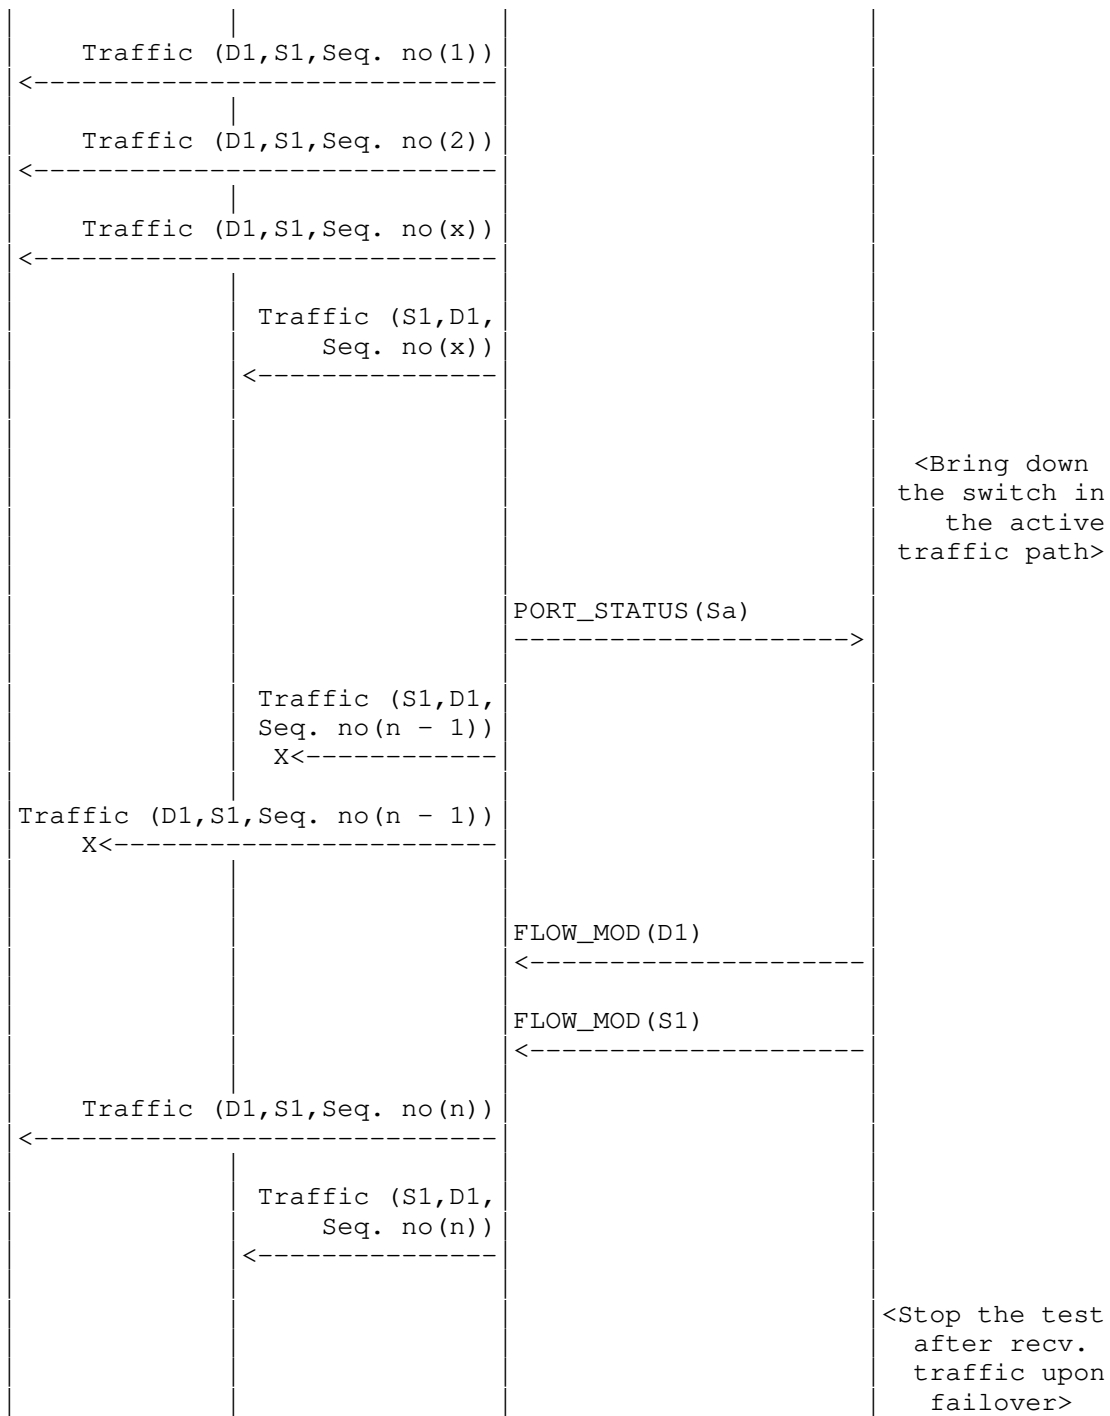 Traffic (D1,S1,Seq. no(1))
<-----------------------------
Traffic (D1,S1,Seq. no(2))
<-----------------------------
Traffic (D1,S1,Seq. no(x))
<-----------------------------
Traffic (S1,D1,
Seq. no(x))
<---------------
<Bring down
the switch in
the active
traffic path>
PORT_STATUS(Sa)
--------------------->
Traffic (S1,D1,
Seq. no(n - 1))
X<------------
Traffic (D1,S1,Seq. no(n - 1))
X<------------------------
FLOW_MOD(D1)
<---------------------
FLOW_MOD(S1)
<---------------------
Traffic (D1,S1,Seq. no(n))
<-----------------------------
Traffic (S1,D1,
Seq. no(n))
<---------------
<Stop the test
after recv.
traffic upon
failover>